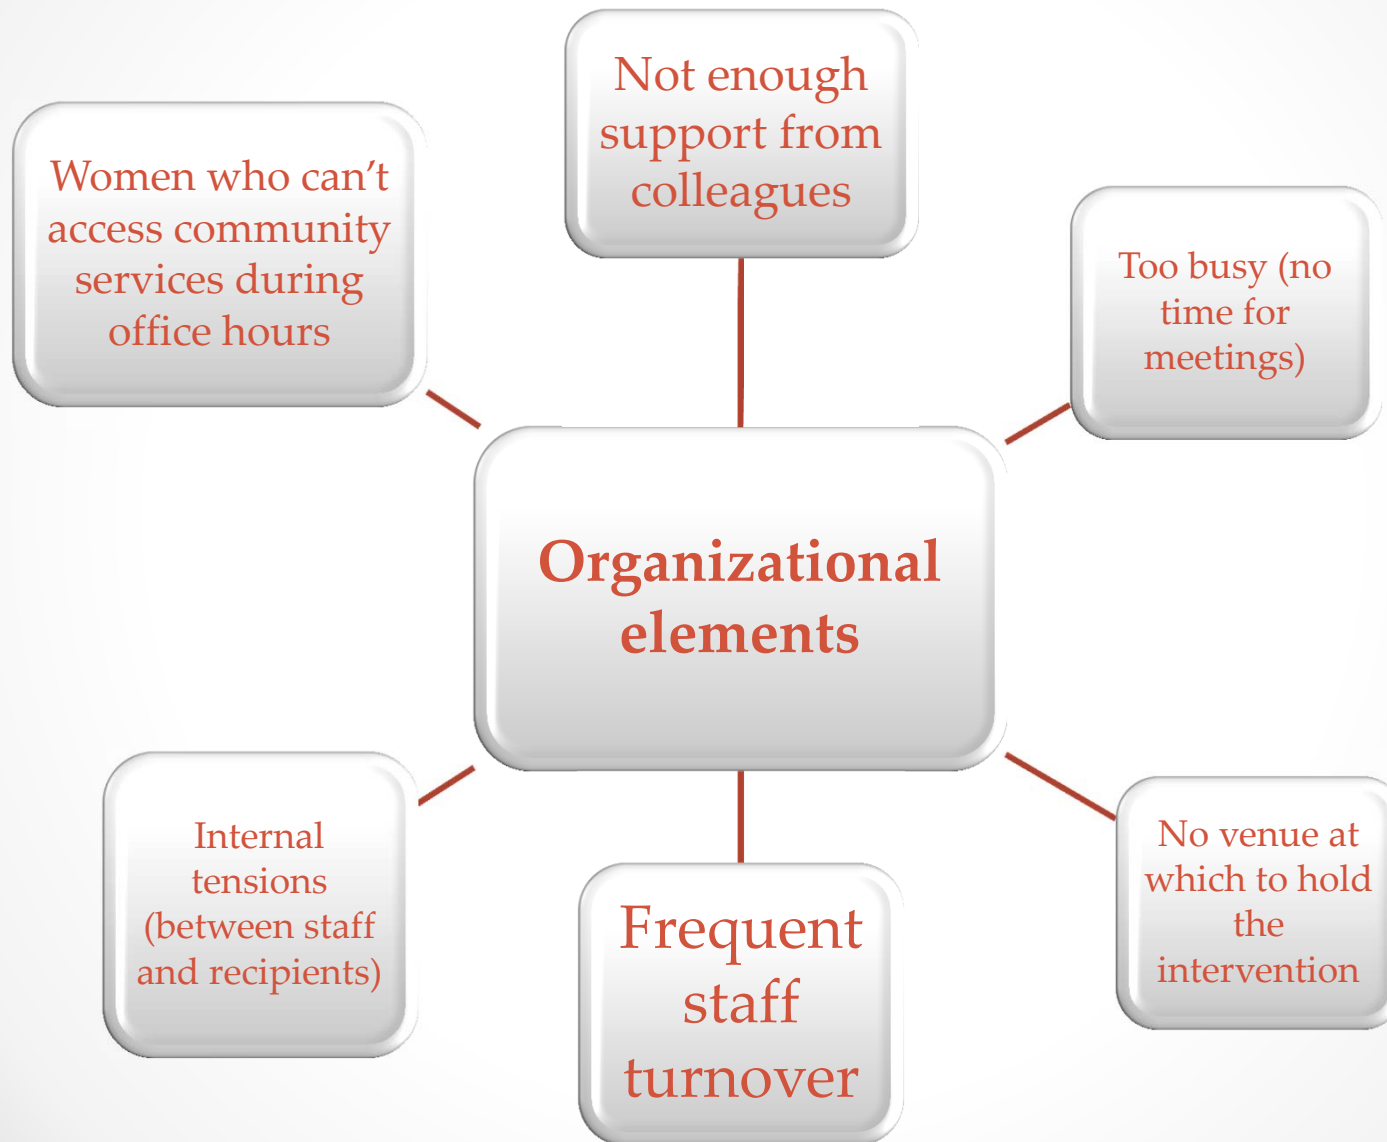 Not enough
support from
colleagues
Women who can’t
access community
services during
office hours
Too busy (no
time for
meetings)
Organizational
elements
Internal
tensions
(between staff
and recipients)
Frequent
staff
turnover
No venue at
which to hold
the
intervention